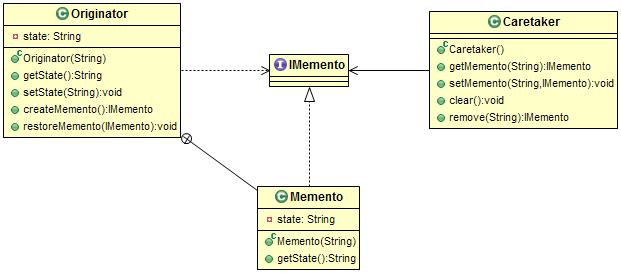 Originator
state: String
Originator(String)
getState():String
setState(String):void
createMemento():IMemento
restoreMemento(IMemento):void
IMemento
Caretaker
Caretaker()
getMemento(String):IMemento
setMemento(String,IMemento):void
clear():void
remove(String):IMemento
Memento
state: String
Memento(String)
getState():String